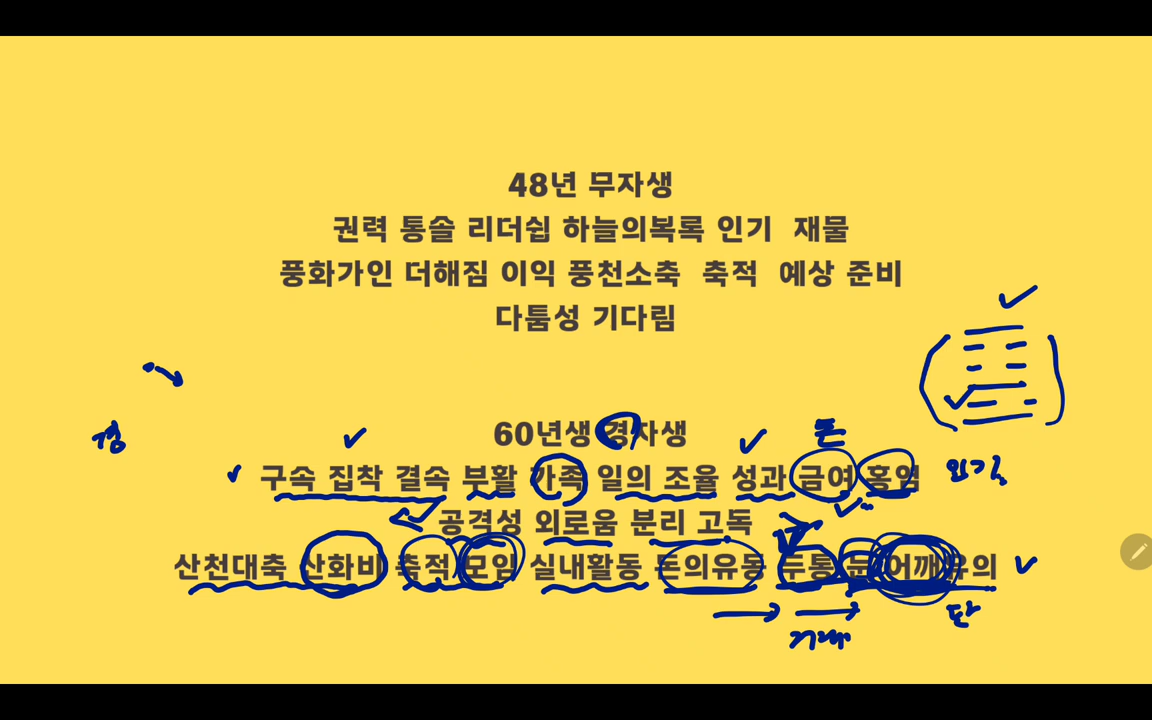 48년 무자생
권력 통솔 리더쉽 하늘의복록 인기 재물
풍화가인 더해짐 이익 풍천소축 축적 예상 준비
다툼성 기다림
60년생 경자생
돈
구속 집착 결속 부활 가족 일의 조율 성과 금여 홍염
공격성 외로움 분리 고독
산천대축 산화비 축적 모임 실내활동 돈의유동 두통 눈 어깨유의